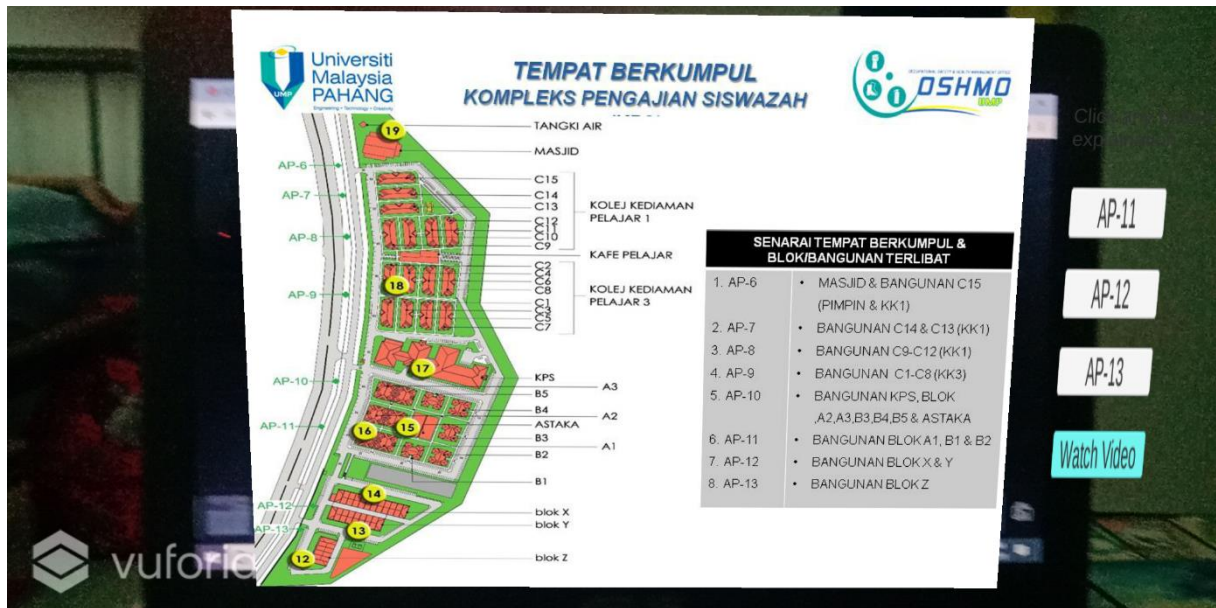 Universiti
Malaysia
PAHANG
Engineering • Technology • Creativity
UMP
TEMPAT BERKUMPUL
KOMPLEKS PENGAJIAN SISWAZAH
OSHMO
UMP
19
TANGKI AIR
MASJID
AP-6
C15
AP-7
C14
C13
KOLEJ KEDIAMAN
PELAJAR 1
C12
C11
C10
C9
AP-8
KAFE PELAJAR
C2
C4
C6
C8
18
AP-9
KOLEJ KEDIAMAN
PELAJAR 3
C1
C3
C5
C7
17
AP-10
KPS
A3
B5
B4
A2
ASTAKA
15
16
AP-11
B3
A1
B2
B1
14
AP-12
blok X
blok Y
13
AP-13
12
blok Z
SENARAI TEMPAT BERKUMPUL &
BLOK/BANGUNAN TERLIBAT
1. AP-6 • MASJID & BANGUNAN C15
(PIMPIN & KK1)
2. AP-7 • BANGUNAN C14 & C13 (KK1)
3. AP-8 • BANGUNAN C9-C12 (KK1)
4. AP-9 • BANGUNAN C1-C8 (KK3)
5. AP-10 • BANGUNAN KPS, BLOK
,A2,A3,B3,B4,B5 & ASTAKA
6. AP-11 • BANGUNAN BLOK A1, B1 & B2
7. AP-12 • BANGUNAN BLOK X & Y
8. AP-13 • BANGUNAN BLOK Z
AP-11
AP-12
AP-13
Watch Video
vuforia